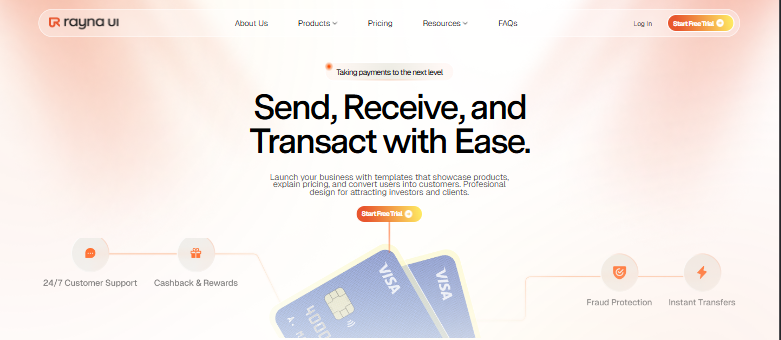 rayna UI
About Us
Products
Pricing
Resources
FAQs
Log In
Start Free Trial
Taking payments to the next level
Send, Receive, and
Transact with Ease.
Launch your business with templates that showcase products,
explain pricing, and convert users into customers. Profesional
design for attracting investors and clients.
Start Free Trial
24/7 Customer Support
Cashback & Rewards
VISA
VISA
4000
Fraud Protection
Instant Transfers